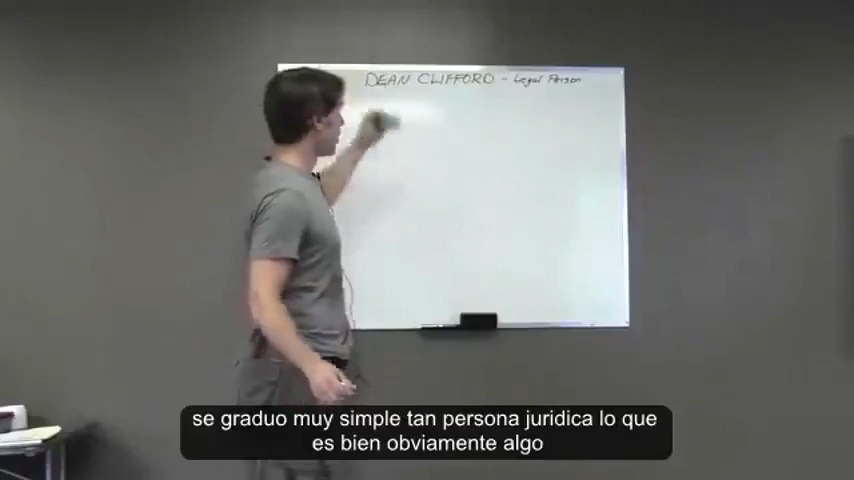 DEAN CLIFFORD - Legal Person
se graduo muy simple tan persona juridica lo que
es bien obviamente algo